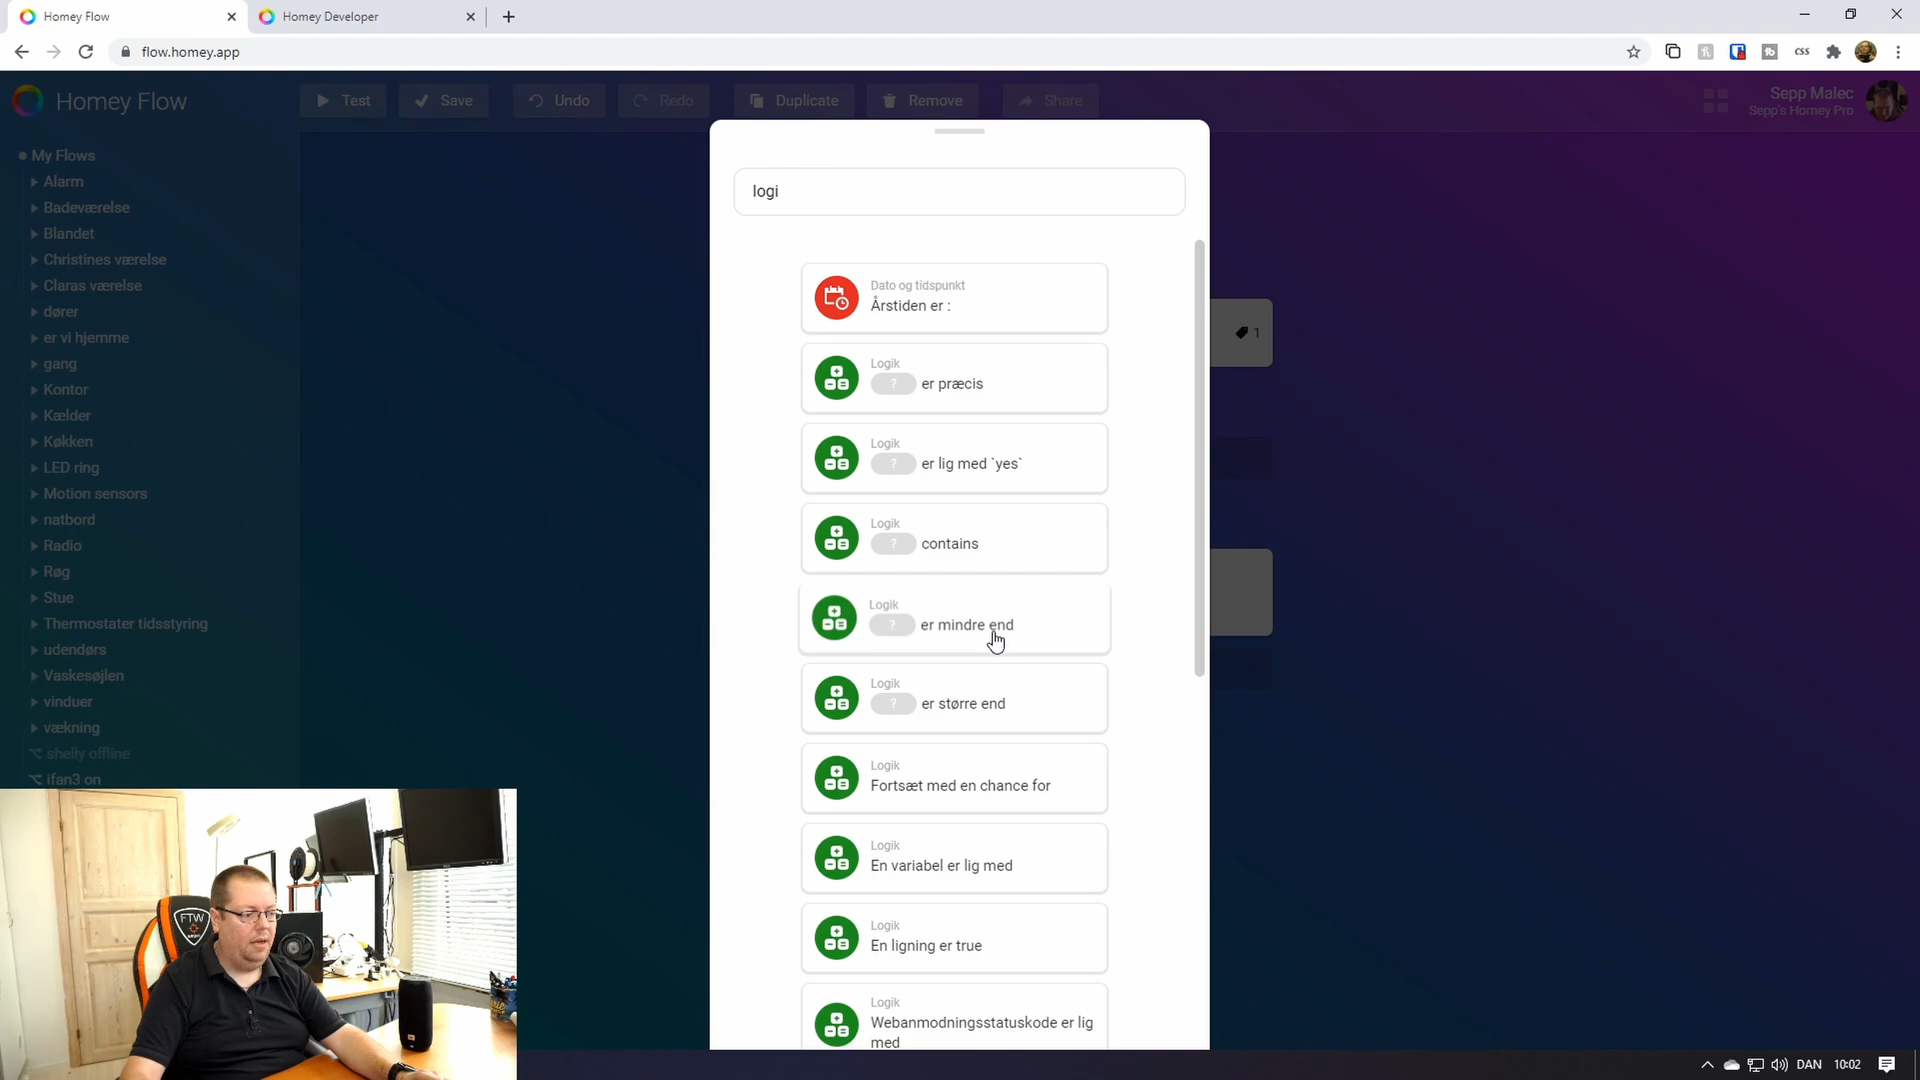 Homey Flow
Homey Developer
flow.homey.app
CSS
Homey Flow
Test
Save
Undo
Redo
Duplicate
Remove
Share
Sepp Malec
Sepp's Homey Pro
My Flows
Alarm
Badeværelse
Blandet
Christines værelse
Claras værelse
dører
er vi hjemme
gang
Kontor
Kælder
Køkken
LED ring
Motion sensors
natbord
Radio
Røg
Stue
Thermostater tidsstyring
udendørs
Vaskesøjlen
vinduer
vækning
shelly offline
ifan3 on
logi
Dato og tidspunkt
Årstiden er :
Logik
? er præcis
Logik
? er lig med `yes`
Logik
? contains
Logik
? er mindre end
Logik
? er større end
Logik
Fortsæt med en chance for
Logik
En variabel er lig med
Logik
En ligning er true
Logik
Webanmodningsstatuskode er lig
med
1
FTW
DAN
10:02